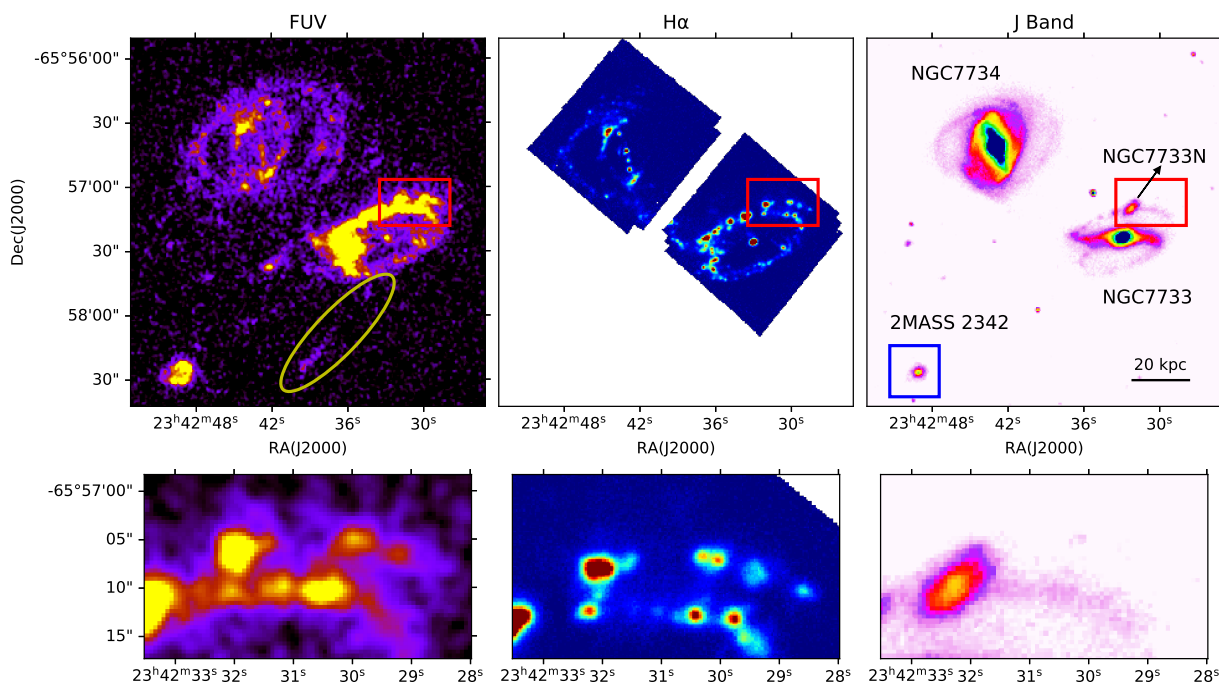 FUV
Hα
J Band
-65°56'00"
30"
57'00"
30"
58'00"
30"
Dec(J2000)
NGC7734
NGC7733N
NGC7733
2MASS 2342
20 kpc
23ʰ42ᵐ48ˢ 42ˢ 36ˢ 30ˢ
23ʰ42ᵐ48ˢ 42ˢ 36ˢ 30ˢ
23ʰ42ᵐ48ˢ 42ˢ 36ˢ 30ˢ
RA(J2000)
RA(J2000)
RA(J2000)
-65°57'00"
05"
10"
15"
23ʰ42ᵐ33ˢ 32ˢ 31ˢ 30ˢ 29ˢ 28ˢ
23ʰ42ᵐ33ˢ 32ˢ 31ˢ 30ˢ 29ˢ 28ˢ
23ʰ42ᵐ33ˢ 32ˢ 31ˢ 30ˢ 29ˢ 28ˢ